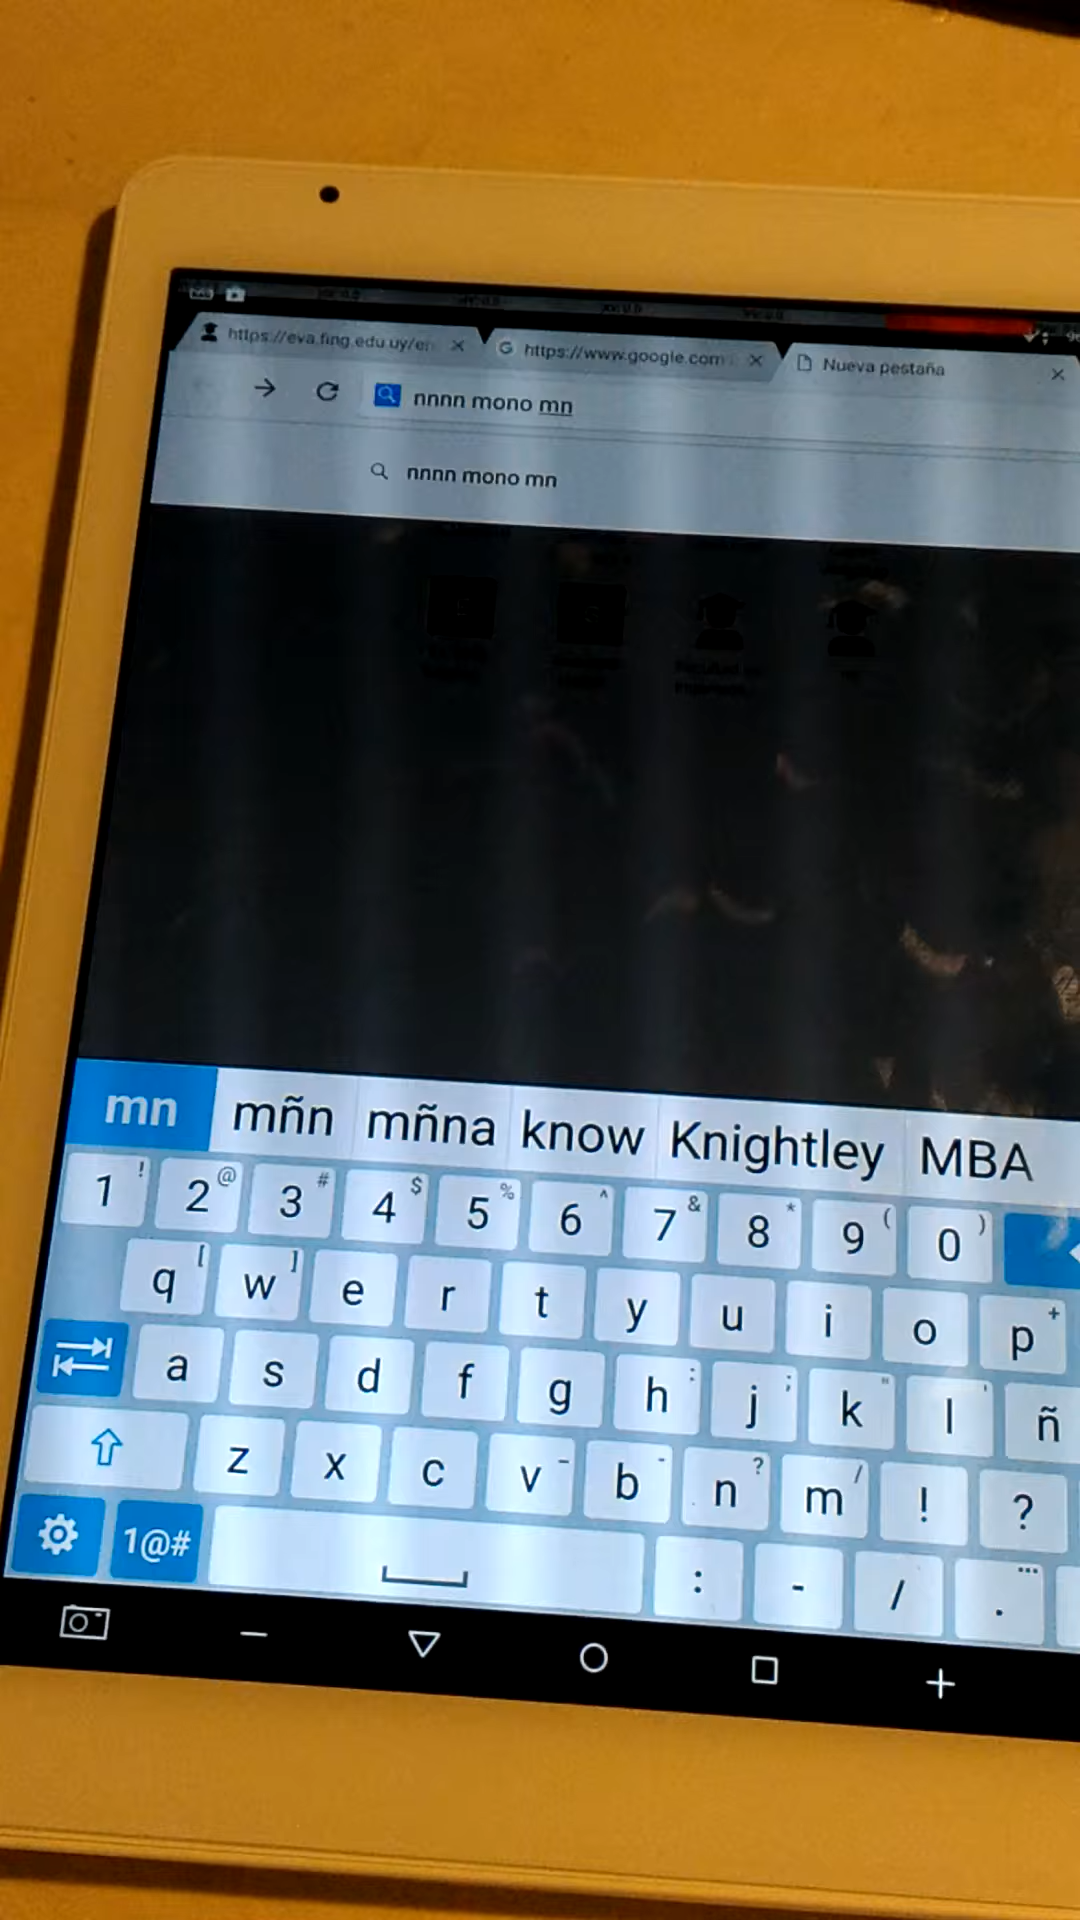 https://eva.fing.edu.uy/en
https://www.google.com
Nueva pestaña
nnnn mono mn
nnnn mono mn
mn mñn mñna know Knightley MBA
1 ! 2 @ 3 # 4 $ 5 % 6 ^ 7 & 8 * 9 ( 0 )
q [ w ] e r t y u i o p +
a s d f g h : j ; k " l ' ñ
z x c v - b - n ? m / ! ?
1@# : - / . ...